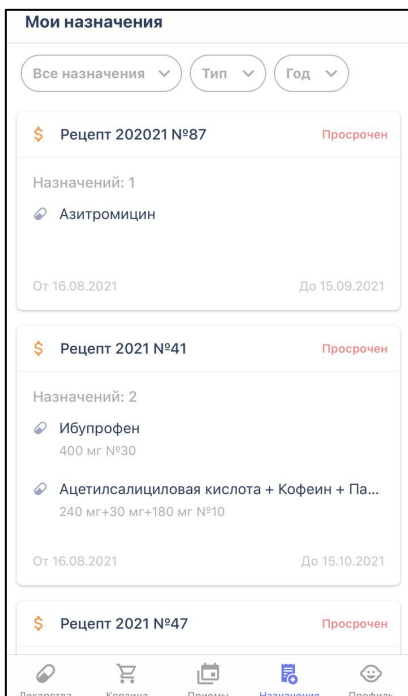 Мои назначения
Все назначения Тип Год
$ Рецепт 202021 №87 Просрочен
Назначений: 1
Азитромицин
От 16.08.2021 До 15.09.2021
$ Рецепт 2021 №41 Просрочен
Назначений: 2
Ибупрофен
400 мг №30
Ацетилсалициловая кислота + Кофеин + Па...
240 мг+30 мг+180 мг №10
От 16.08.2021 До 15.10.2021
$ Рецепт 2021 №47 Просрочен
Лекарства Корзина Приемы Назначения Профиль